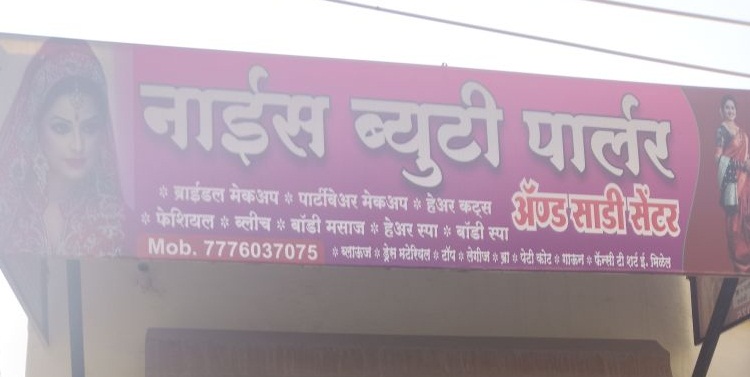 नाईस ब्युटी पार्लर
* ब्राईडल मेकअप * पार्टीवेअर मेकअप * हेअर कट्स
* फेशियल * ब्लीच * बॉडी मसाज * हेअर स्पा * बॉडी स्पा
ॲण्ड साडी सेंटर
Mob. 7776037075
* ब्लाऊज * ड्रेस मटेरियल * टॉप * लेगीज * ब्रा * पेटी कोट * गाऊन * फॅन्सी टी शर्ट ई. मिळेल